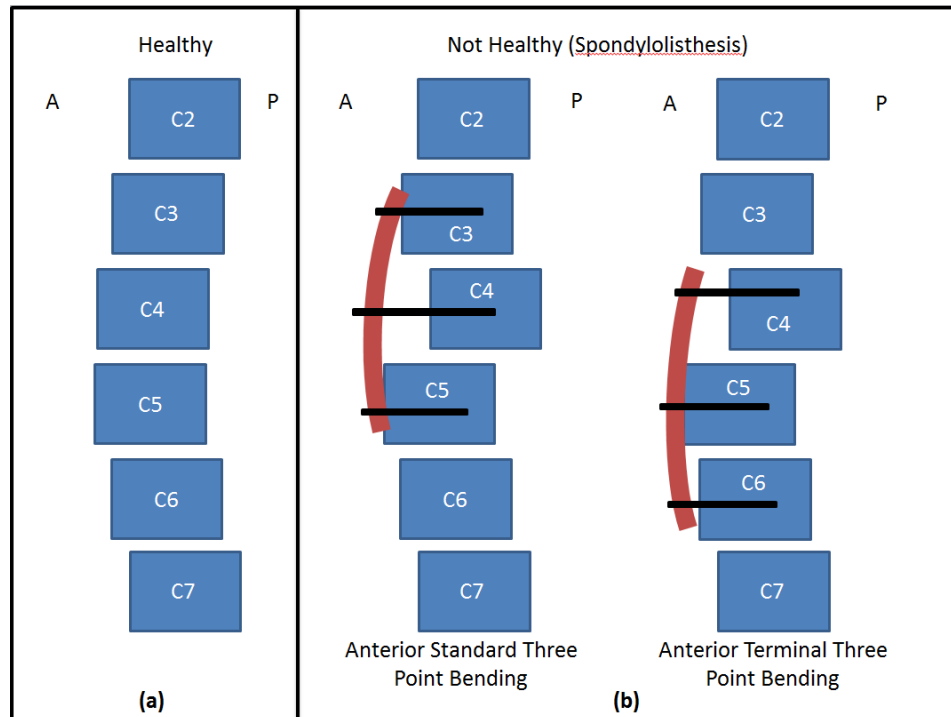 Healthy
A
P
C2
C3
C4
C5
C6
C7
(a)
Not Healthy (Spondylolisthesis)
A
P
C2
C3
C4
C5
C6
C7
Anterior Standard Three
Point Bending
A
P
C2
C3
C4
C5
C6
C7
Anterior Terminal Three
Point Bending
(b)